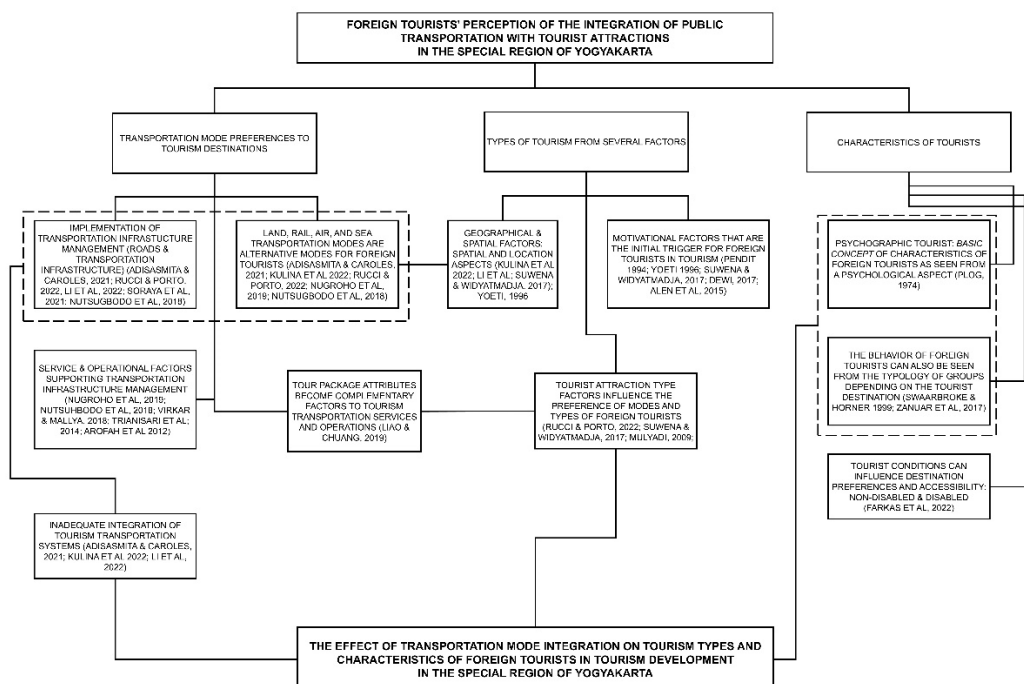 FOREIGN TOURISTS' PERCEPTION OF THE INTEGRATION OF PUBLIC
TRANSPORTATION WITH TOURIST ATTRACTIONS
IN THE SPECIAL REGION OF YOGYAKARTA
TRANSPORTATION MODE PREFERENCES TO
TOURISM DESTINATIONS
TYPES OF TOURISM FROM SEVERAL FACTORS
CHARACTERISTICS OF TOURISTS
IMPLEMENTATION OF
TRANSPORTATION INFRASTUCTURE
MANAGEMENT (ROADS &
TRANSPORTATION
INFRASTRUCTURE) (ADISASMITA &
CAROLES, 2021; RUCCI & PORTO,
2022, LI ET AL, 2022; SORAYA ET AL,
2021: NUTSUGBODO ET AL, 2018)
LAND, RAIL, AIR, AND SEA
TRANSPORTATION MODES ARE
ALTERNATIVE MODES FOR FOREIGN
TOURISTS (ADISASMITA & CAROLES,
2021; KULINA ET AL 2022; RUCCI &
PORTO, 2022; NUGROHO ET AL,
2019; NUTSUGBODO ET AL, 2018)
GEOGRAPHICAL &
SPATIAL FACTORS:
SPATIAL AND LOCATION
ASPECTS (KULINA ET AL
2022; LI ET AL; SUWENA
& WIDYATMADJA. 2017);
YOETI, 1996
MOTIVATIONAL FACTORS THAT ARE
THE INITIAL TRIGGER FOR FOREIGN
TOURISTS IN TOURISM (PENDIT
1994; YOETI 1996; SUWENA &
WIDYATMADJA, 2017; DEWI, 2017;
ALEN ET AL. 2015)
PSYCHOGRAPHIC TOURIST: BASIC
CONCEPT OF CHARACTERISTICS OF
FOREIGN TOURISTS AS SEEN FROM
A PSYCHOLOGICAL ASPECT (PLOG,
1974)
SERVICE & OPERATIONAL FACTORS
SUPPORTING TRANSPORTATION
INFRASTRUCTURE MANAGEMENT
(NUGROHO ET AL, 2019;
NUTSUHBODO ET AL, 2018; VIRKAR
& MALLYA, 2018; TRIANISARI ET AL;
2014; AROFAH ET AL 2012)
TOUR PACKAGE ATTRIBUTES
BECOME COMPLEMENTARY
FACTORS TO TOURISM
TRANSPORTATION SERVICES
AND OPERATIONS (LIAO &
CHUANG. 2019)
TOURIST ATTRACTION TYPE
FACTORS INFLUENCE THE
PREFERENCE OF MODES AND
TYPES OF FOREIGN TOURISTS
(RUCCI & PORTO, 2022; SUWENA &
WIDYATMADJA, 2017; MULYADI, 2009;
THE BEHAVIOR OF FOREIGN
TOURISTS CAN ALSO BE SEEN
FROM THE TYPOLOGY OF GROUPS
DEPENDING ON THE TOURIST
DESTINATION (SWAARBROKE &
HORNER 1999; ZANUAR ET AL, 2017)
TOURIST CONDITIONS CAN
INFLUENCE DESTINATION
PREFERENCES AND ACCESSIBILITY:
NON-DISABLED & DISABLED
(FARKAS ET AL, 2022)
INADEQUATE INTEGRATION OF
TOURISM TRANSPORTATION
SYSTEMS (ADISASMITA & CAROLES,
2021; KULINA ET AL 2022; LI ET AL,
2022)
THE EFFECT OF TRANSPORTATION MODE INTEGRATION ON TOURISM TYPES AND
CHARACTERISTICS OF FOREIGN TOURISTS IN TOURISM DEVELOPMENT
IN THE SPECIAL REGION OF YOGYAKARTA